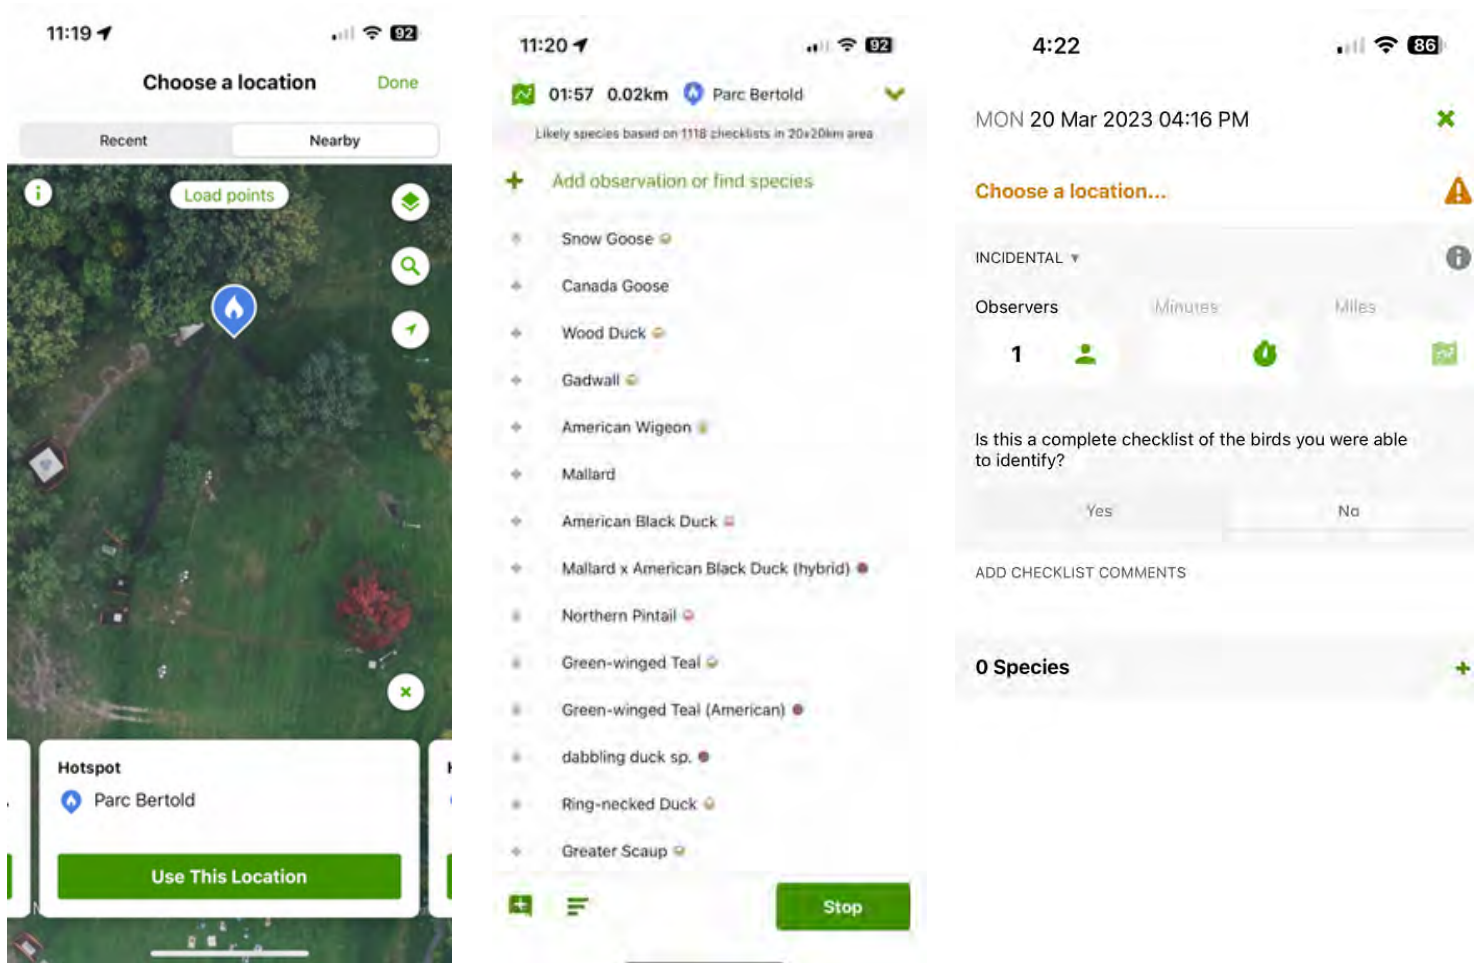 11:19
92
Choose a location
Done
Recent
Nearby
Load points
Hotspot
Parc Bertold
Use This Location
11:20
92
01:57 0.02km Parc Bertold
Likely species based on 1118 checklists in 20x20km area
Add observation or find species
Snow Goose
Canada Goose
Wood Duck
Gadwall
American Wigeon
Mallard
American Black Duck
Mallard x American Black Duck (hybrid)
Northern Pintail
Green-winged Teal
Green-winged Teal (American)
dabbling duck sp.
Ring-necked Duck
Greater Scaup
Stop
4:22
86
MON 20 Mar 2023 04:16 PM
Choose a location...
INCIDENTAL
Observers
Minutes
Miles
1
Is this a complete checklist of the birds you were able
to identify?
Yes
No
ADD CHECKLIST COMMENTS
0 Species